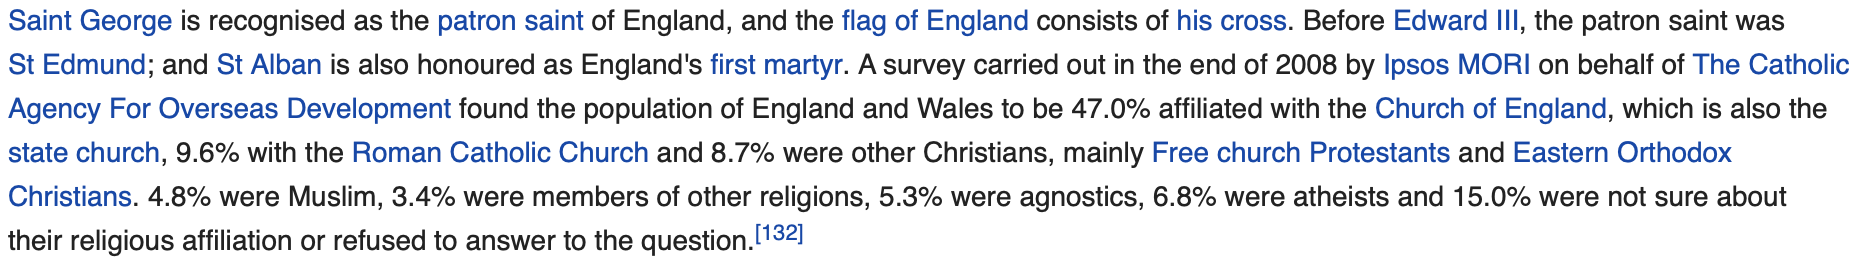 Saint George is recognised as the patron saint of England, and the flag of England consists of his cross. Before Edward III, the patron saint was
St Edmund; and St Alban is also honoured as England's first martyr. A survey carried out in the end of 2008 by Ipsos MORI on behalf of The Catholic
Agency For Overseas Development found the population of England and Wales to be 47.0% affiliated with the Church of England, which is also the
state church, 9.6% with the Roman Catholic Church and 8.7% were other Christians, mainly Free church Protestants and Eastern Orthodox
Christians. 4.8% were Muslim, 3.4% were members of other religions, 5.3% were agnostics, 6.8% were atheists and 15.0% were not sure about
their religious affiliation or refused to answer to the question.[132]